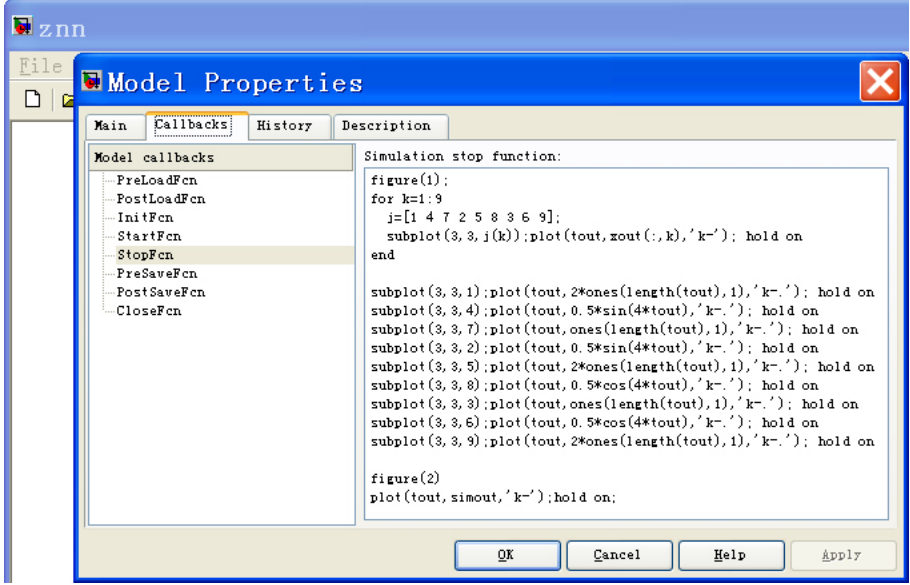 znn
File
Model Properties
Main Callbacks History Description
Model callbacks
PreLoadFcn
PostLoadFcn
InitFcn
StartFcn
StopFcn
PreSaveFcn
PostSaveFcn
CloseFcn
Simulation stop function:
figure(1);
for k=1:9
j=[1 4 7 2 5 8 3 6 9];
subplot(3,3,j(k));plot(tout,xout(:,k),'k-'); hold on
end
subplot(3,3,1);plot(tout,2*ones(length(tout),1),'k-.'); hold on
subplot(3,3,4);plot(tout,0.5*sin(4*tout),'k-.'); hold on
subplot(3,3,7);plot(tout,ones(length(tout),1),'k-.'); hold on
subplot(3,3,2);plot(tout,0.5*sin(4*tout),'k-.'); hold on
subplot(3,3,5);plot(tout,2*ones(length(tout),1),'k-.'); hold on
subplot(3,3,8);plot(tout,0.5*cos(4*tout),'k-.'); hold on
subplot(3,3,3);plot(tout,ones(length(tout),1),'k-.'); hold on
subplot(3,3,6);plot(tout,0.5*cos(4*tout),'k-.'); hold on
subplot(3,3,9);plot(tout,2*ones(length(tout),1),'k-.'); hold on
figure(2)
plot(tout,simout,'k-');hold on;
OK Cancel Help Apply